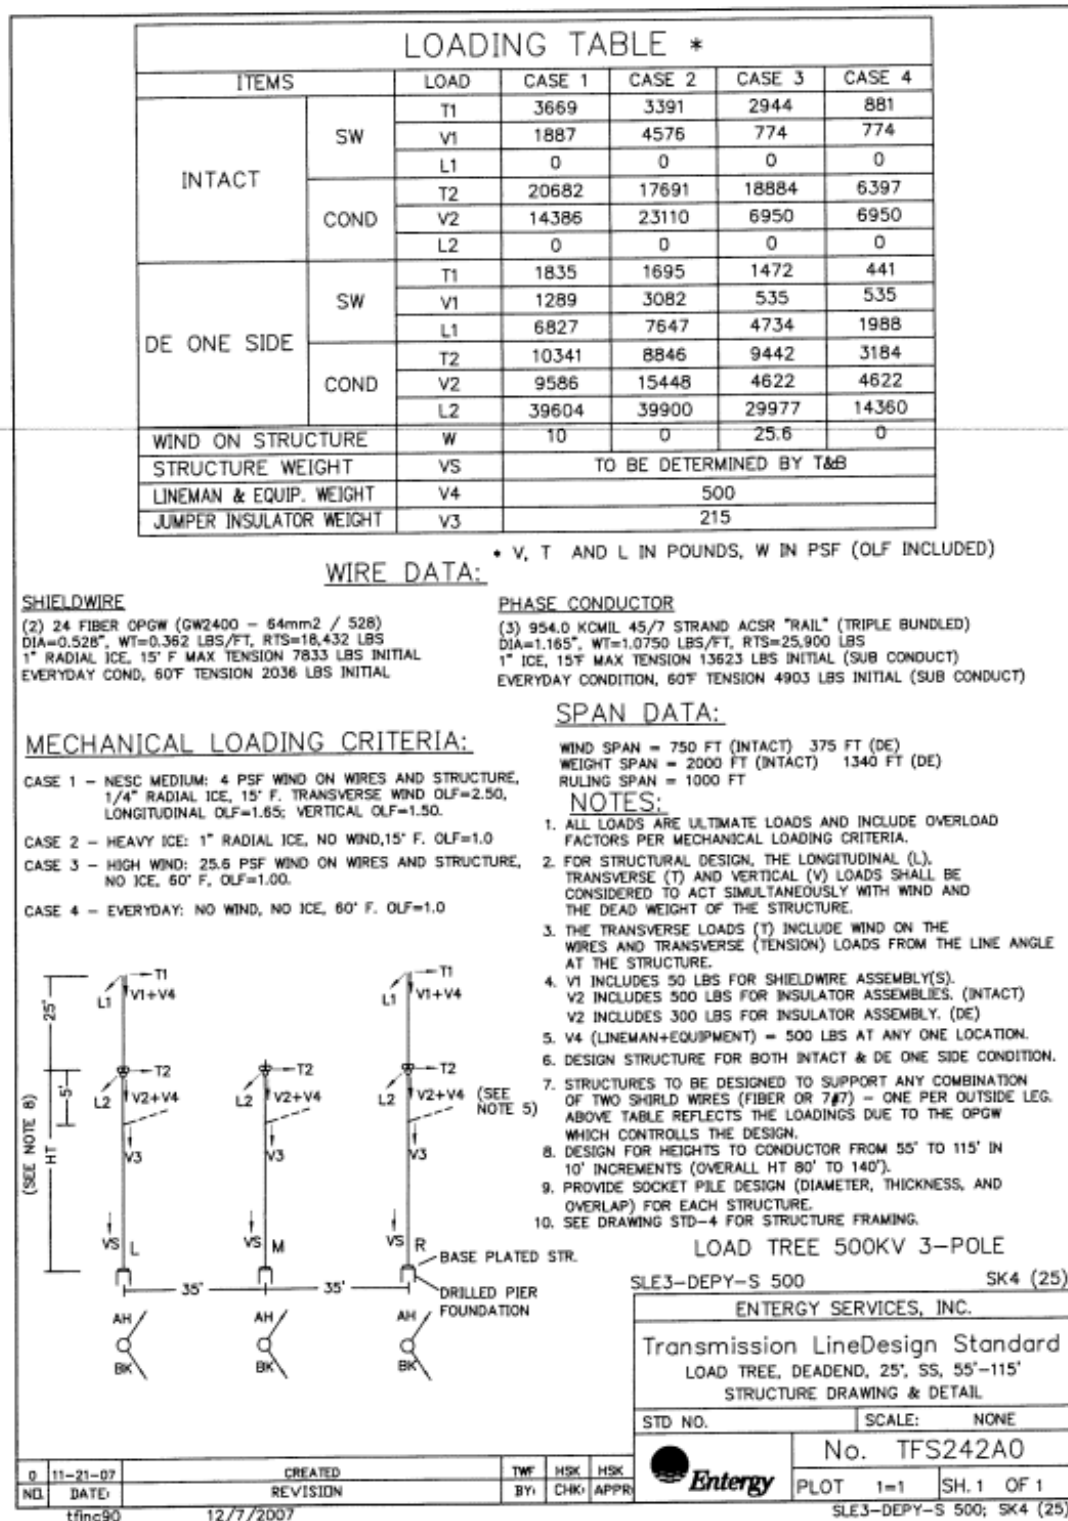 LOADING TABLE *
ITEMS LOAD CASE 1 CASE 2 CASE 3 CASE 4
INTACT
SW
T1 3669 3391 2944 881
V1 1887 4576 774 774
L1 0 0 0 0
COND
T2 20682 17691 18884 6397
V2 14386 23110 6950 6950
L2 0 0 0 0
DE ONE SIDE
SW
T1 1835 1695 1472 441
V1 1289 3082 535 535
L1 6827 7647 4734 1988
COND
T2 10341 8846 9442 3184
V2 9586 15448 4622 4622
L2 39604 39900 29977 14360
WIND ON STRUCTURE W 10 0 25.6 0
STRUCTURE WEIGHT VS TO BE DETERMINED BY T&B
LINEMAN & EQUIP. WEIGHT V4 500
JUMPER INSULATOR WEIGHT V3 215
* V, T AND L IN POUNDS, W IN PSF (OLF INCLUDED)
WIRE DATA:
SHIELDWIRE
(2) 24 FIBER OPGW (GW2400 - 64mm2 / 528)
DIA=0.528", WT=0.362 LBS/FT, RTS=18,432 LBS
1" RADIAL ICE, 15° F MAX TENSION 7833 LBS INITIAL
EVERYDAY COND, 60°F TENSION 2036 LBS INITIAL
PHASE CONDUCTOR
(3) 954.0 KCMIL 45/7 STRAND ACSR "RAIL" (TRIPLE BUNDLED)
DIA=1.165", WT=1.0750 LBS/FT, RTS=25,900 LBS
1" ICE, 15°F MAX TENSION 13623 LBS INITIAL (SUB CONDUCT)
EVERYDAY CONDITION, 60°F TENSION 4903 LBS INITIAL (SUB CONDUCT)
SPAN DATA:
WIND SPAN = 750 FT (INTACT) 375 FT (DE)
WEIGHT SPAN = 2000 FT (INTACT) 1340 FT (DE)
RULING SPAN = 1000 FT
MECHANICAL LOADING CRITERIA:
CASE 1 - NESC MEDIUM: 4 PSF WIND ON WIRES AND STRUCTURE,
1/4" RADIAL ICE, 15° F. TRANSVERSE WIND OLF=2.50,
LONGITUDINAL OLF=1.65; VERTICAL OLF=1.50.
CASE 2 - HEAVY ICE: 1" RADIAL ICE, NO WIND,15° F. OLF=1.0
CASE 3 - HIGH WIND: 25.6 PSF WIND ON WIRES AND STRUCTURE,
NO ICE, 60° F, OLF=1.00.
CASE 4 - EVERYDAY: NO WIND, NO ICE, 60° F. OLF=1.0
NOTES:
1. ALL LOADS ARE ULTIMATE LOADS AND INCLUDE OVERLOAD
FACTORS PER MECHANICAL LOADING CRITERIA.
2. FOR STRUCTURAL DESIGN, THE LONGITUDINAL (L),
TRANSVERSE (T) AND VERTICAL (V) LOADS SHALL BE
CONSIDERED TO ACT SIMULTANEOUSLY WITH WIND AND
THE DEAD WEIGHT OF THE STRUCTURE.
3. THE TRANSVERSE LOADS (T) INCLUDE WIND ON THE
WIRES AND TRANSVERSE (TENSION) LOADS FROM THE LINE ANGLE
AT THE STRUCTURE.
4. V1 INCLUDES 50 LBS FOR SHIELDWIRE ASSEMBLY(S).
V2 INCLUDES 500 LBS FOR INSULATOR ASSEMBLIES. (INTACT)
V2 INCLUDES 300 LBS FOR INSULATOR ASSEMBLY. (DE)
5. V4 (LINEMAN+EQUIPMENT) = 500 LBS AT ANY ONE LOCATION.
6. DESIGN STRUCTURE FOR BOTH INTACT & DE ONE SIDE CONDITION.
7. STRUCTURES TO BE DESIGNED TO SUPPORT ANY COMBINATION
OF TWO SHIRLD WIRES (FIBER OR 7#7) - ONE PER OUTSIDE LEG.
ABOVE TABLE REFLECTS THE LOADINGS DUE TO THE OPGW
WHICH CONTROLLS THE DESIGN.
8. DESIGN FOR HEIGHTS TO CONDUCTOR FROM 55' TO 115' IN
10' INCREMENTS (OVERALL HT 80' TO 140').
9. PROVIDE SOCKET PILE DESIGN (DIAMETER, THICKNESS, AND
OVERLAP) FOR EACH STRUCTURE.
10. SEE DRAWING STD-4 FOR STRUCTURE FRAMING.
T1 T1
L1 V1+V4 L1 V1+V4
25'
T2 T2 T2
L2 V2+V4 L2 V2+V4 L2 V2+V4 (SEE NOTE 5)
5'
HT
(SEE NOTE 8)
V3 V3 V3
VS L VS M VS R
BASE PLATED STR.
35' 35'
DRILLED PIER
FOUNDATION
AH AH AH
BK BK BK
LOAD TREE 500KV 3-POLE
SLE3-DEPY-S 500 SK4 (25)
ENTERGY SERVICES, INC.
Transmission LineDesign Standard
LOAD TREE, DEADEND, 25', SS, 55'-115'
STRUCTURE DRAWING & DETAIL
STD NO. SCALE: NONE
Entergy
No. TFS242A0
PLOT 1=1 SH. 1 OF 1
0 11-21-07 CREATED TWF HSK HSK
NO. DATE: REVISION BY: CHK: APPR
tfinc90 12/7/2007 SLE3-DEPY-S 500; SK4 (25)